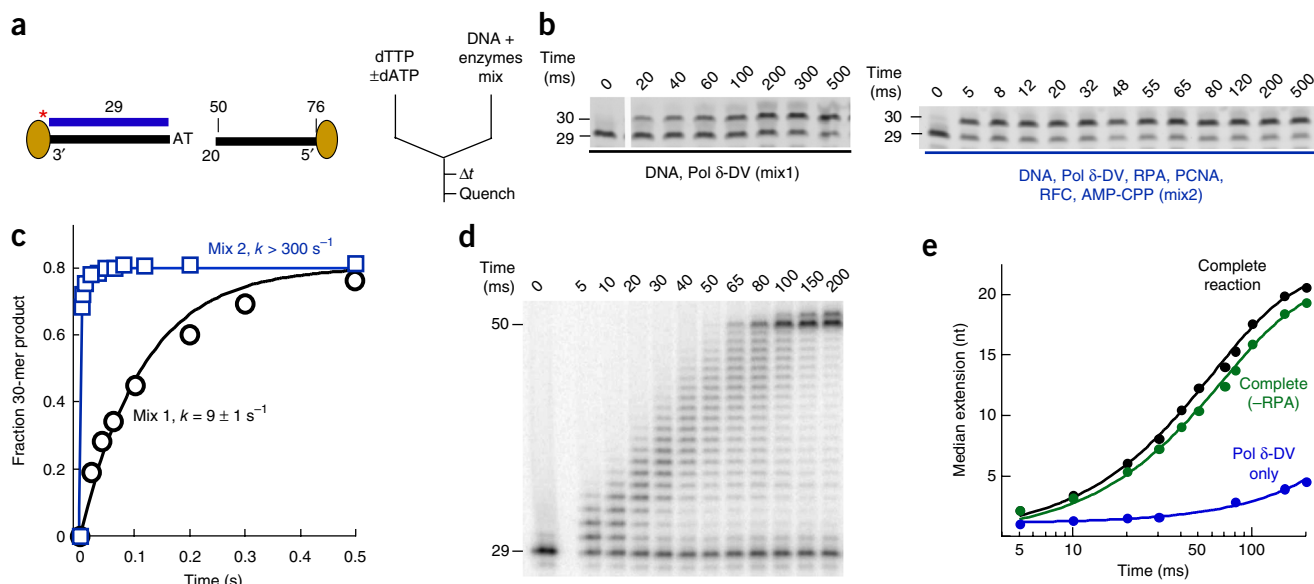 a
*
29
AT
3′
50
76
20
5′
dTTP
±dATP
DNA +
enzymes
mix
Δt
Quench
b
Time
(ms)
0 20 40 60 100 200 300 500
30
29
DNA, Pol δ-DV (mix1)
Time
(ms)
0 5 8 12 20 32 48 55 65 80 120 200 500
30
29
DNA, Pol δ-DV, RPA, PCNA,
RFC, AMP-CPP (mix2)
c
Fraction 30-mer product
0.8
0.4
0
Mix 2, k > 300 s−1
Mix 1, k = 9 ± 1 s−1
0 0.1 0.2 0.3 0.4 0.5
Time (s)
d
Time
(ms)
0 5 10 20 30 40 50 65 80 100 150 200
50
29
e
Median extension (nt)
20
15
10
5
Complete
reaction
Complete
(–RPA)
Pol δ-DV
only
5 10 50 100
Time (ms)